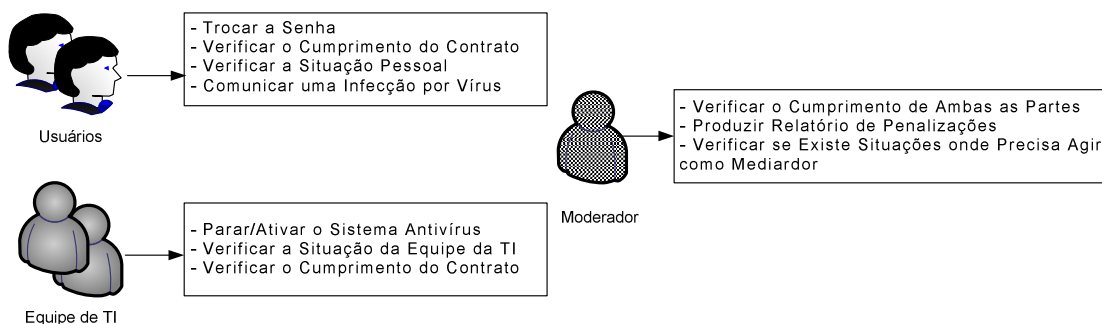 - Trocar a Senha
- Verificar o Cumprimento do Contrato
- Verificar a Situação Pessoal
- Comunicar uma Infecção por Vírus
Usuários
- Verificar o Cumprimento de Ambas as Partes
- Produzir Relatório de Penalizações
- Verificar se Existe Situações onde Precisa Agir
como Mediardor
Moderador
- Parar/Ativar o Sistema Antivírus
- Verificar a Situação da Equipe da TI
- Verificar o Cumprimento do Contrato
Equipe de TI